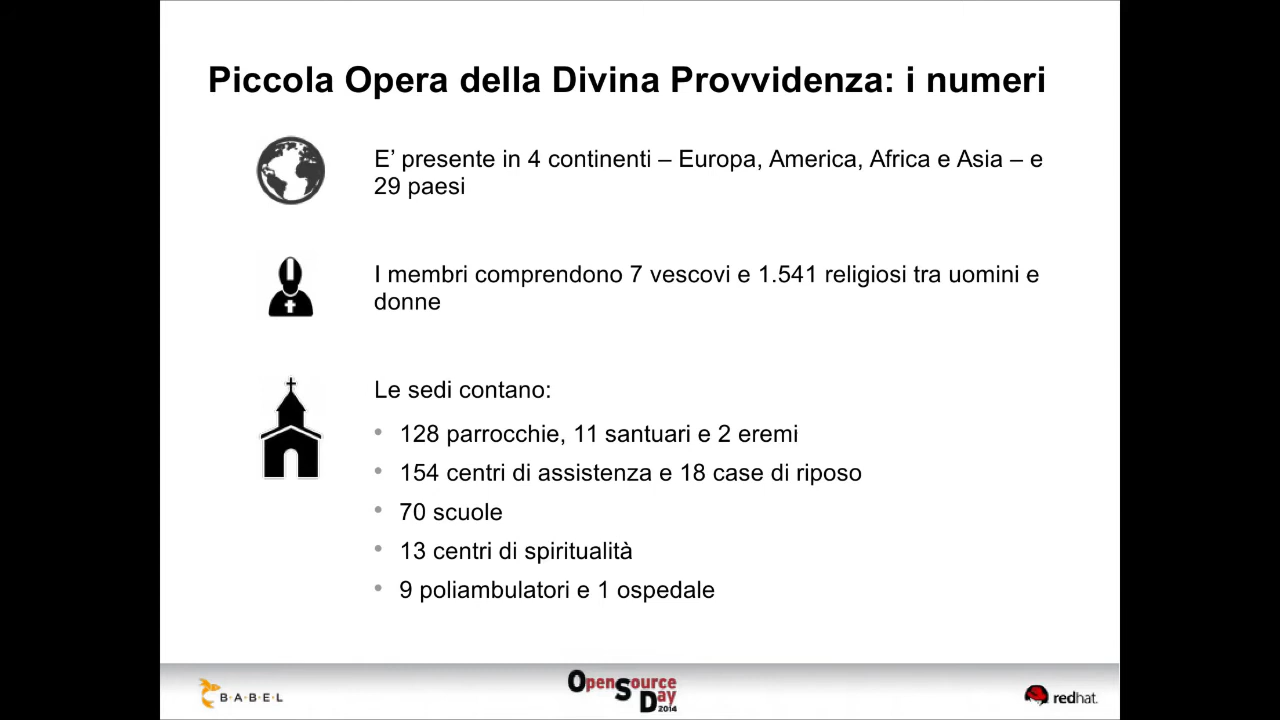 Piccola Opera della Divina Provvidenza: i numeri
E’ presente in 4 continenti – Europa, America, Africa e Asia – e
29 paesi
I membri comprendono 7 vescovi e 1.541 religiosi tra uomini e
donne
Le sedi contano:
• 128 parrocchie, 11 santuari e 2 eremi
• 154 centri di assistenza e 18 case di riposo
• 70 scuole
• 13 centri di spiritualità
• 9 poliambulatori e 1 ospedale
B·A·B·E·L
OpenSource
Day
2014
redhat.